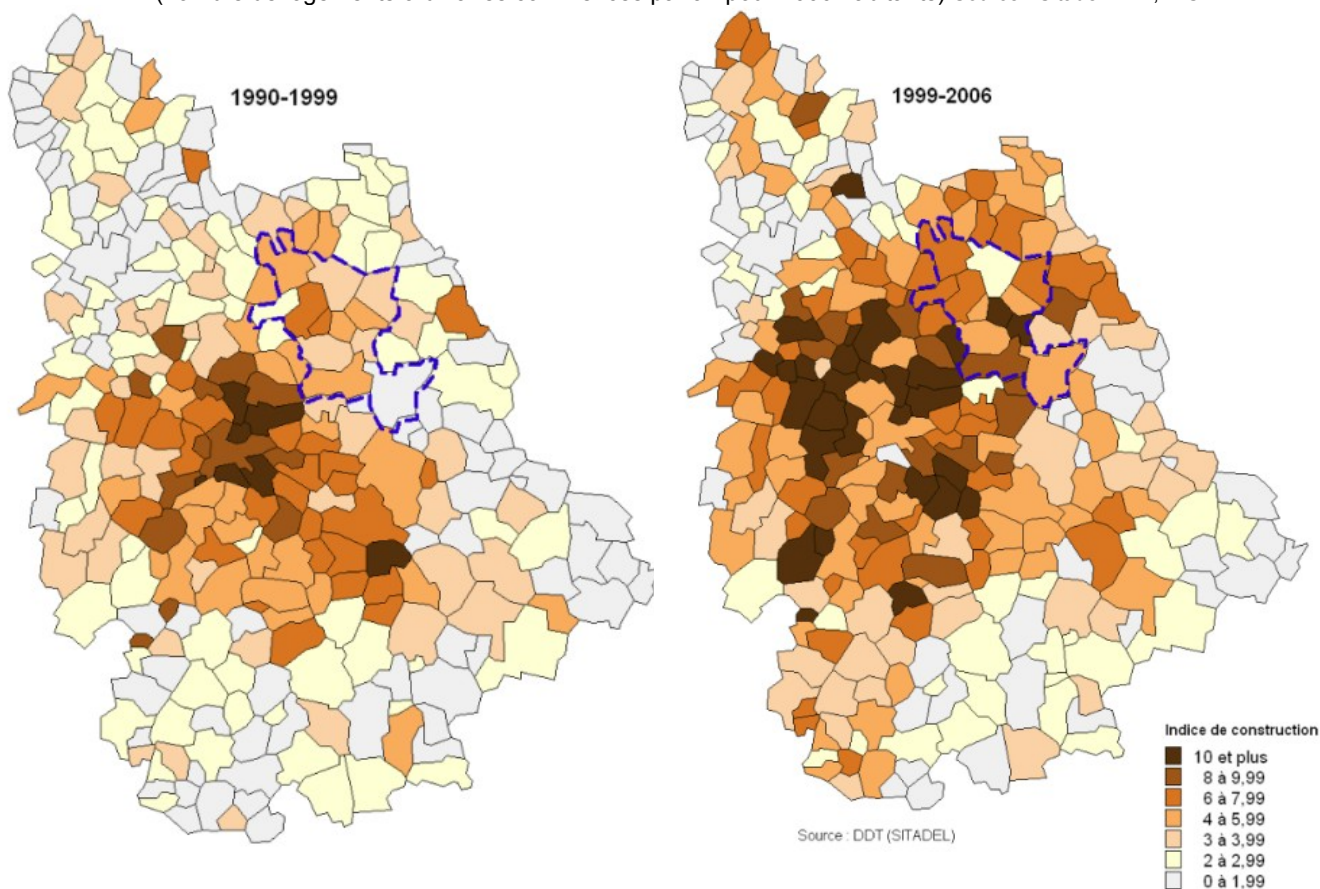 1990-1999
1999-2006
Indice de construction
10 et plus
8 à 9,99
6 à 7,99
4 à 5,99
3 à 3,99
2 à 2,99
0 à 1,99
Source : DDT (SITADEL)